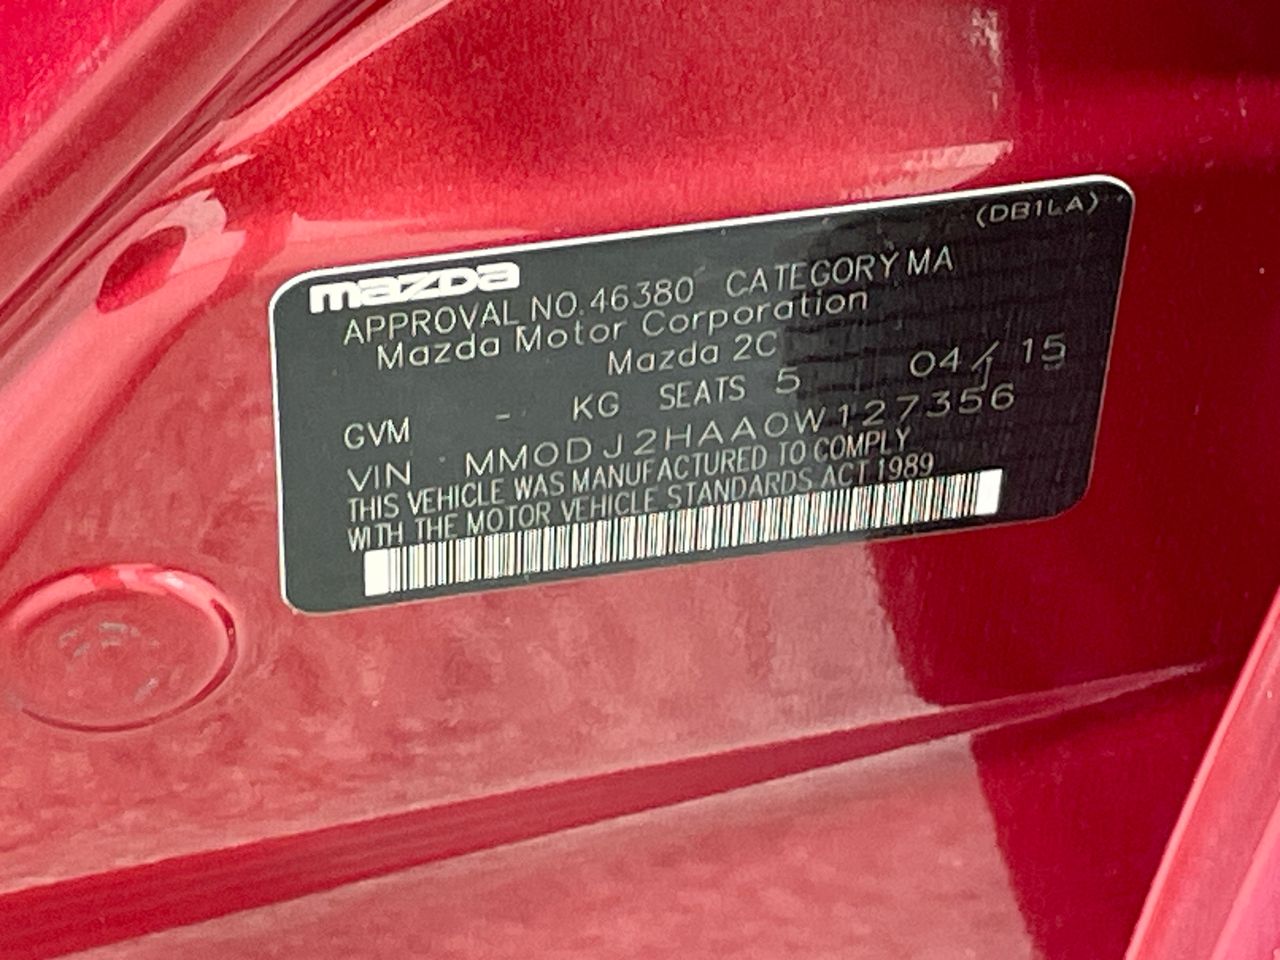 (DB1LA)
mazda
APPROVAL NO.46380 CATEGORY MA
Mazda Motor Corporation
Mazda 2C
GVM - KG SEATS 5 04/15
VIN MM0DJ2HAA0W127356
THIS VEHICLE WAS MANUFACTURED TO COMPLY
WITH THE MOTOR VEHICLE STANDARDS ACT 1989